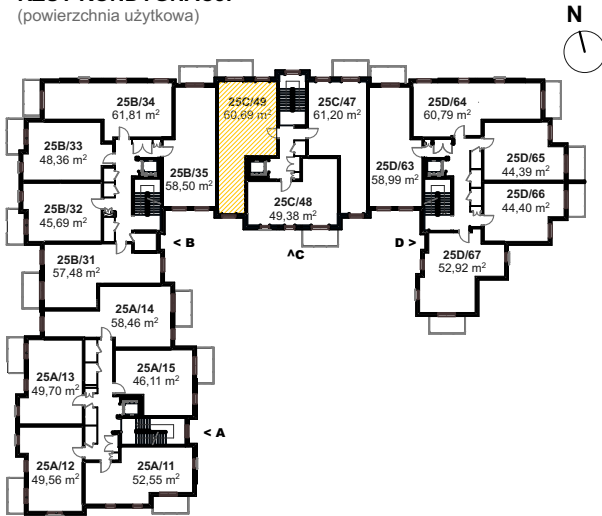 (powierzchnia użytkowa)
N
25B/34
61,81 m²
25C/49
60,69 m²
25C/47
61,20 m²
25D/64
60,79 m²
25B/33
48,36 m²
25B/35
58,50 m²
25D/63
58,99 m²
25D/65
44,39 m²
25B/32
45,69 m²
25C/48
49,38 m²
25D/66
44,40 m²
< B
^C
D >
25B/31
57,48 m²
25D/67
52,92 m²
25A/14
58,46 m²
25A/13
49,70 m²
25A/15
46,11 m²
< A
25A/12
49,56 m²
25A/11
52,55 m²